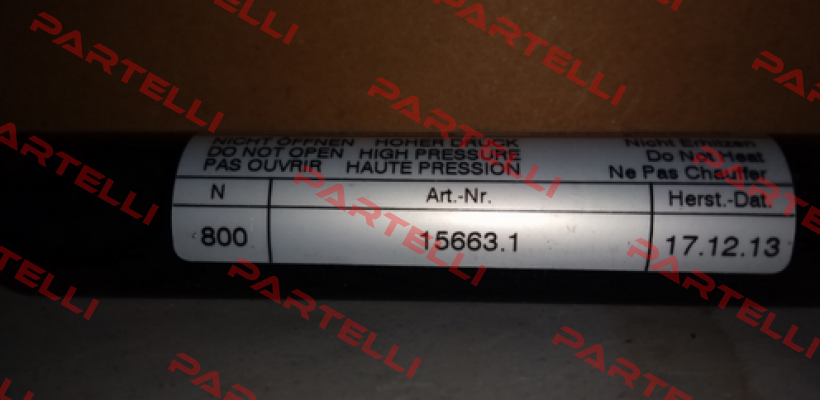 NICHT ÖFFNEN HOHER DRUCK Nicht Erhitzen
DO NOT OPEN HIGH PRESSURE Do Not Heat
PAS OUVRIR HAUTE PRESSION Ne Pas Chauffer
N Art.-Nr. Herst.-Dat.
800 15663.1 17.12.13
PARTELLI
PARTELLI
PARTELLI
PARTELLI
PARTELLI
PARTELLI
PARTELLI
PARTELLI
PARTELLI
PARTELLI